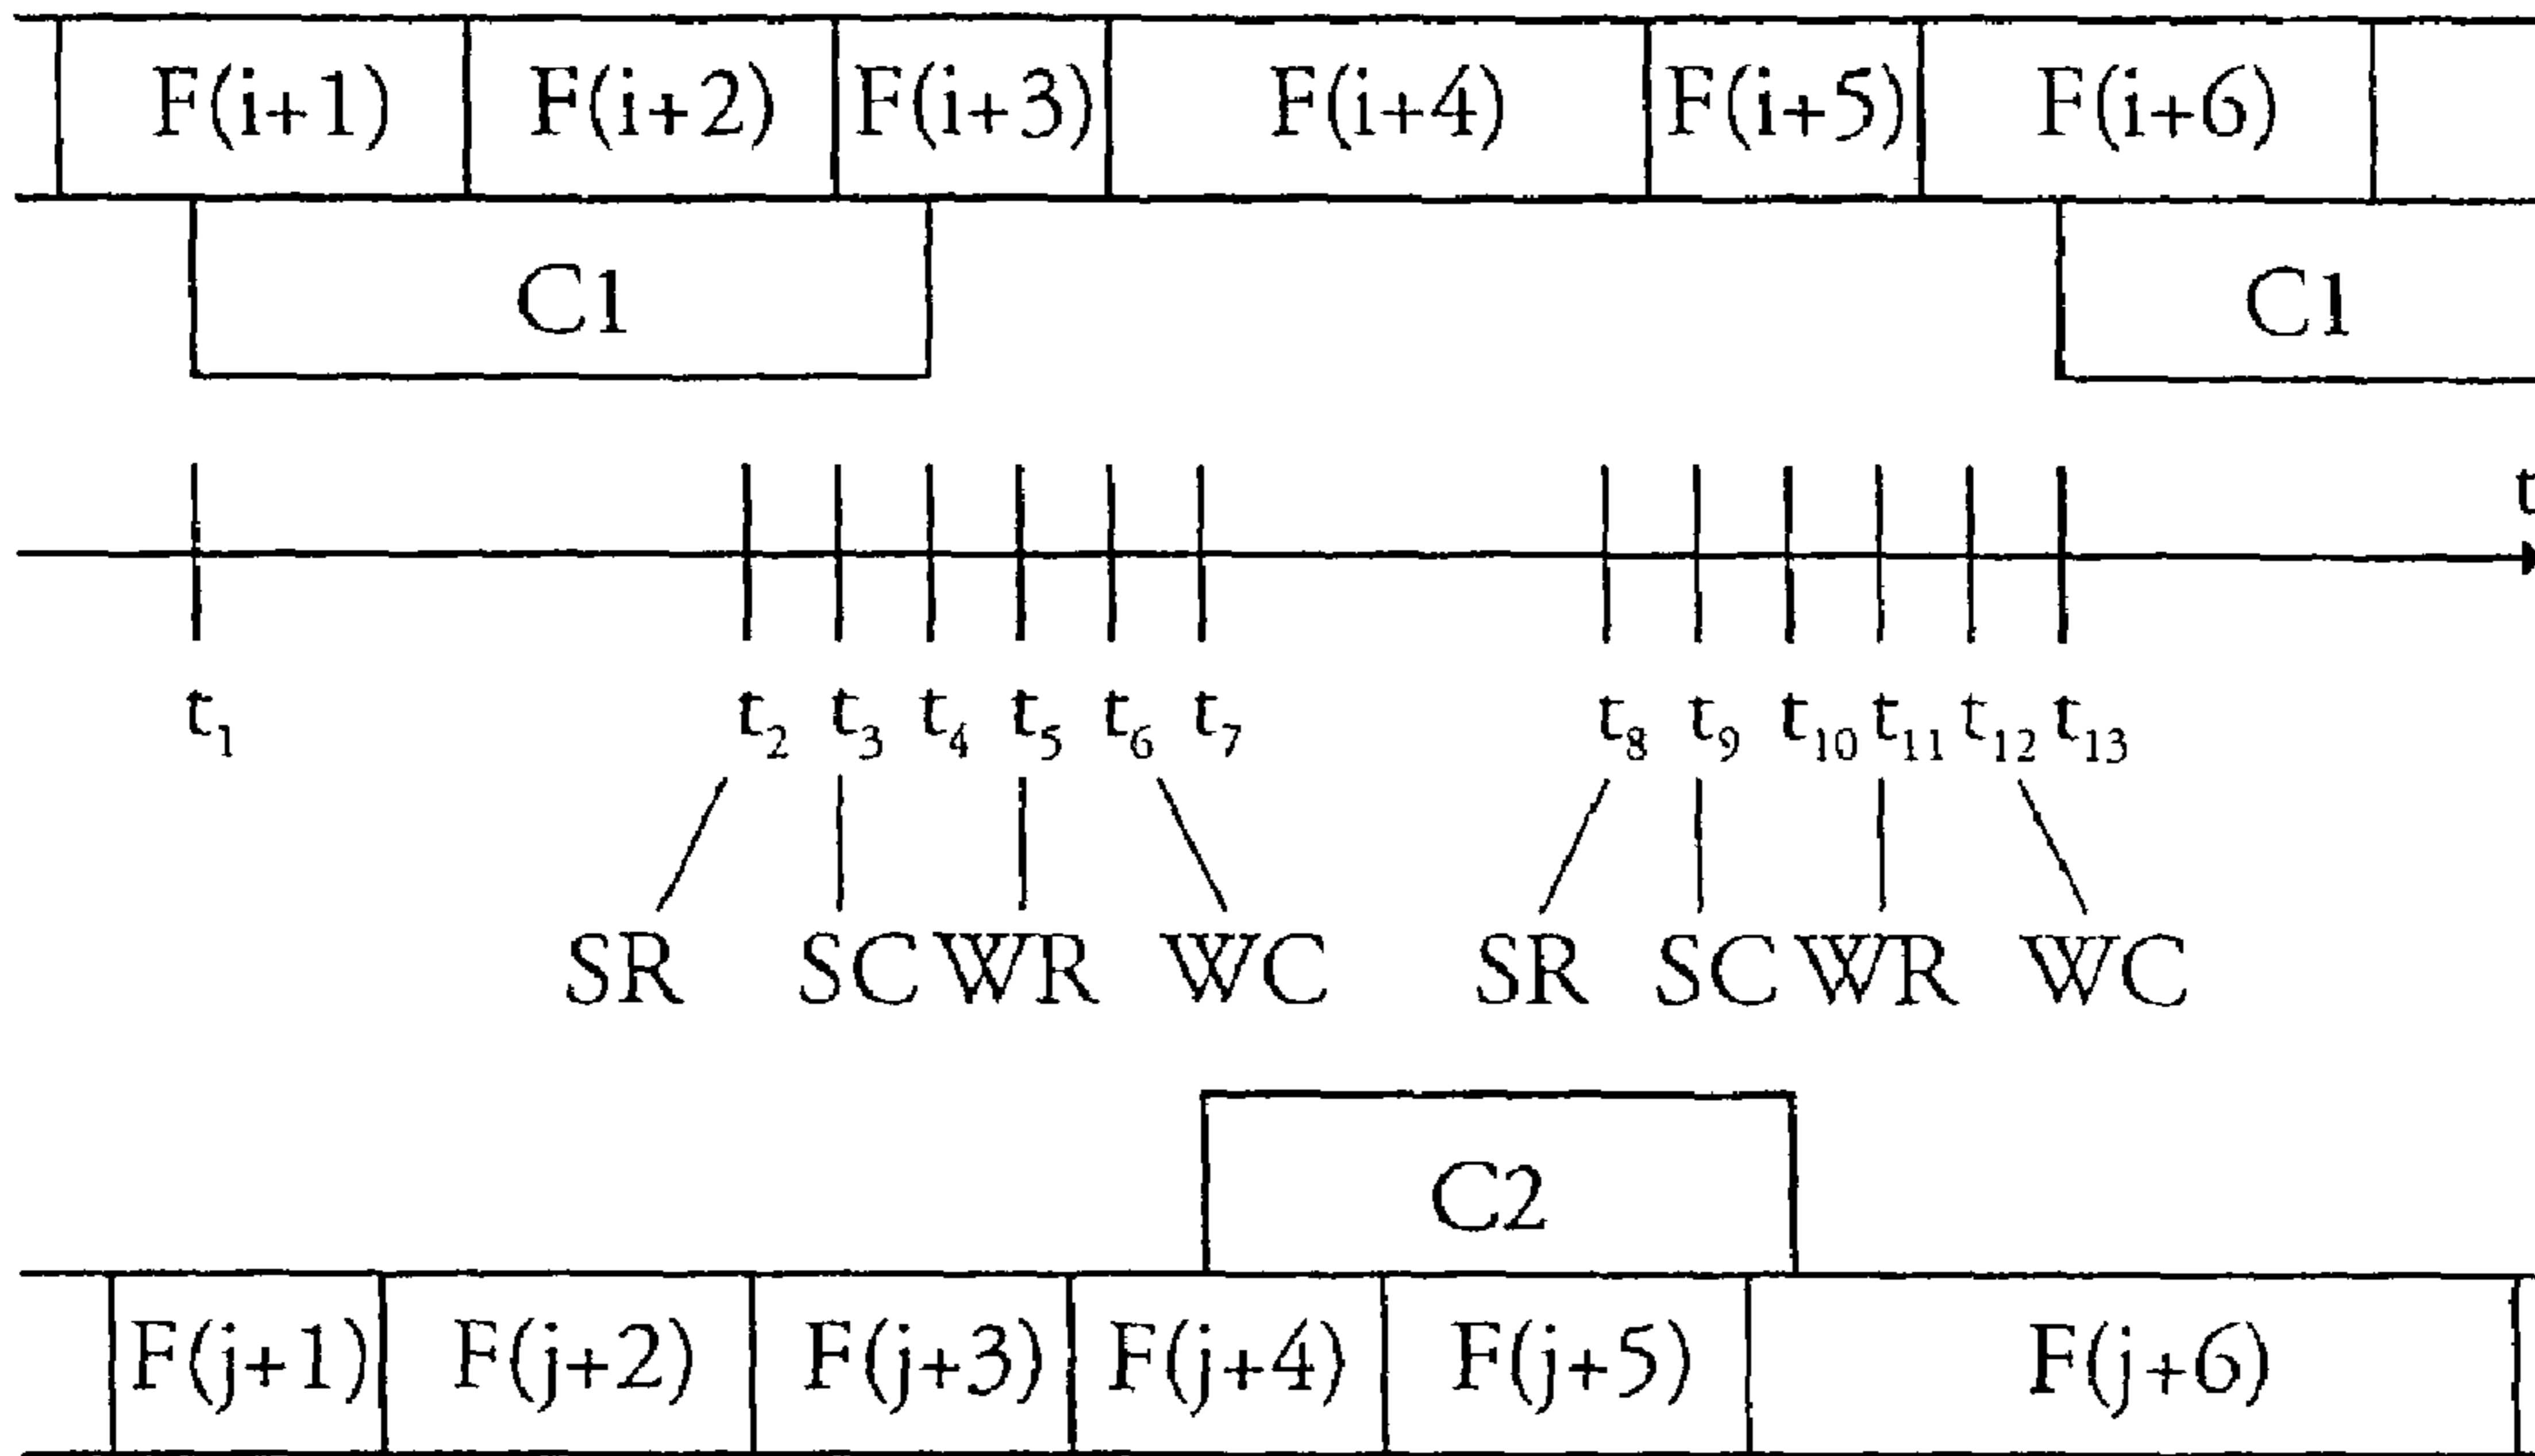 F(i+1) F(i+2) F(i+3) F(i+4) F(i+5) F(i+6)
C1 C1
t
t₁ t₂ t₃ t₄ t₅ t₆ t₇ t₈ t₉ t₁₀ t₁₁ t₁₂ t₁₃
SR SC WR WC SR SC WR WC
C2
F(j+1) F(j+2) F(j+3) F(j+4) F(j+5) F(j+6)